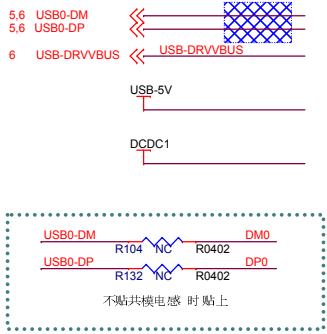 5,6 USB0-DM
5,6 USB0-DP
6 USB-DRVVBUS USB-DRVVBUS
USB-5V
DCDC1
USB0-DM DM0
R104 NC R0402
USB0-DP DP0
R132 NC R0402
不贴共模电感 时贴上